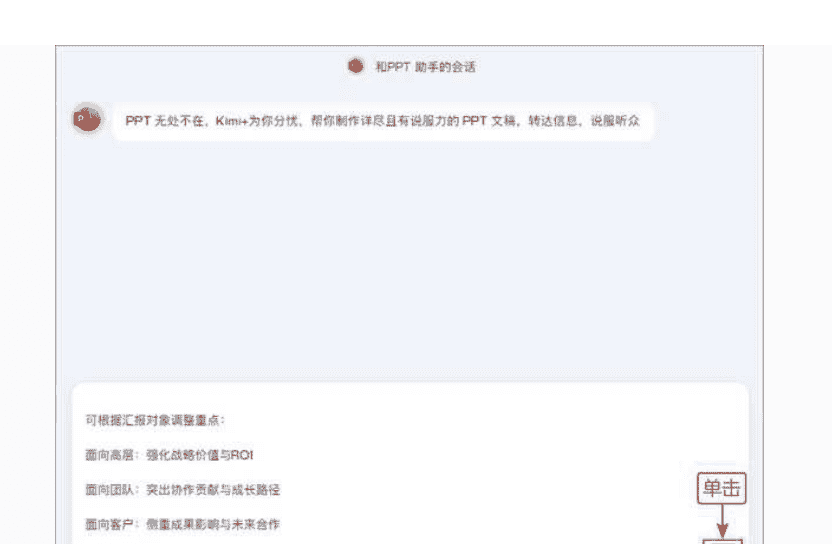 和PPT 助手的会话
PPT 无处不在，Kimi+为你分忧，帮你制作详尽且有说服力的 PPT 文稿，转达信息，说服听众
可根据汇报对象调整重点：
面向高层：强化战略价值与ROI
面向团队：突出协作贡献与成长路径
单击
面向客户：侧重成果影响与未来合作